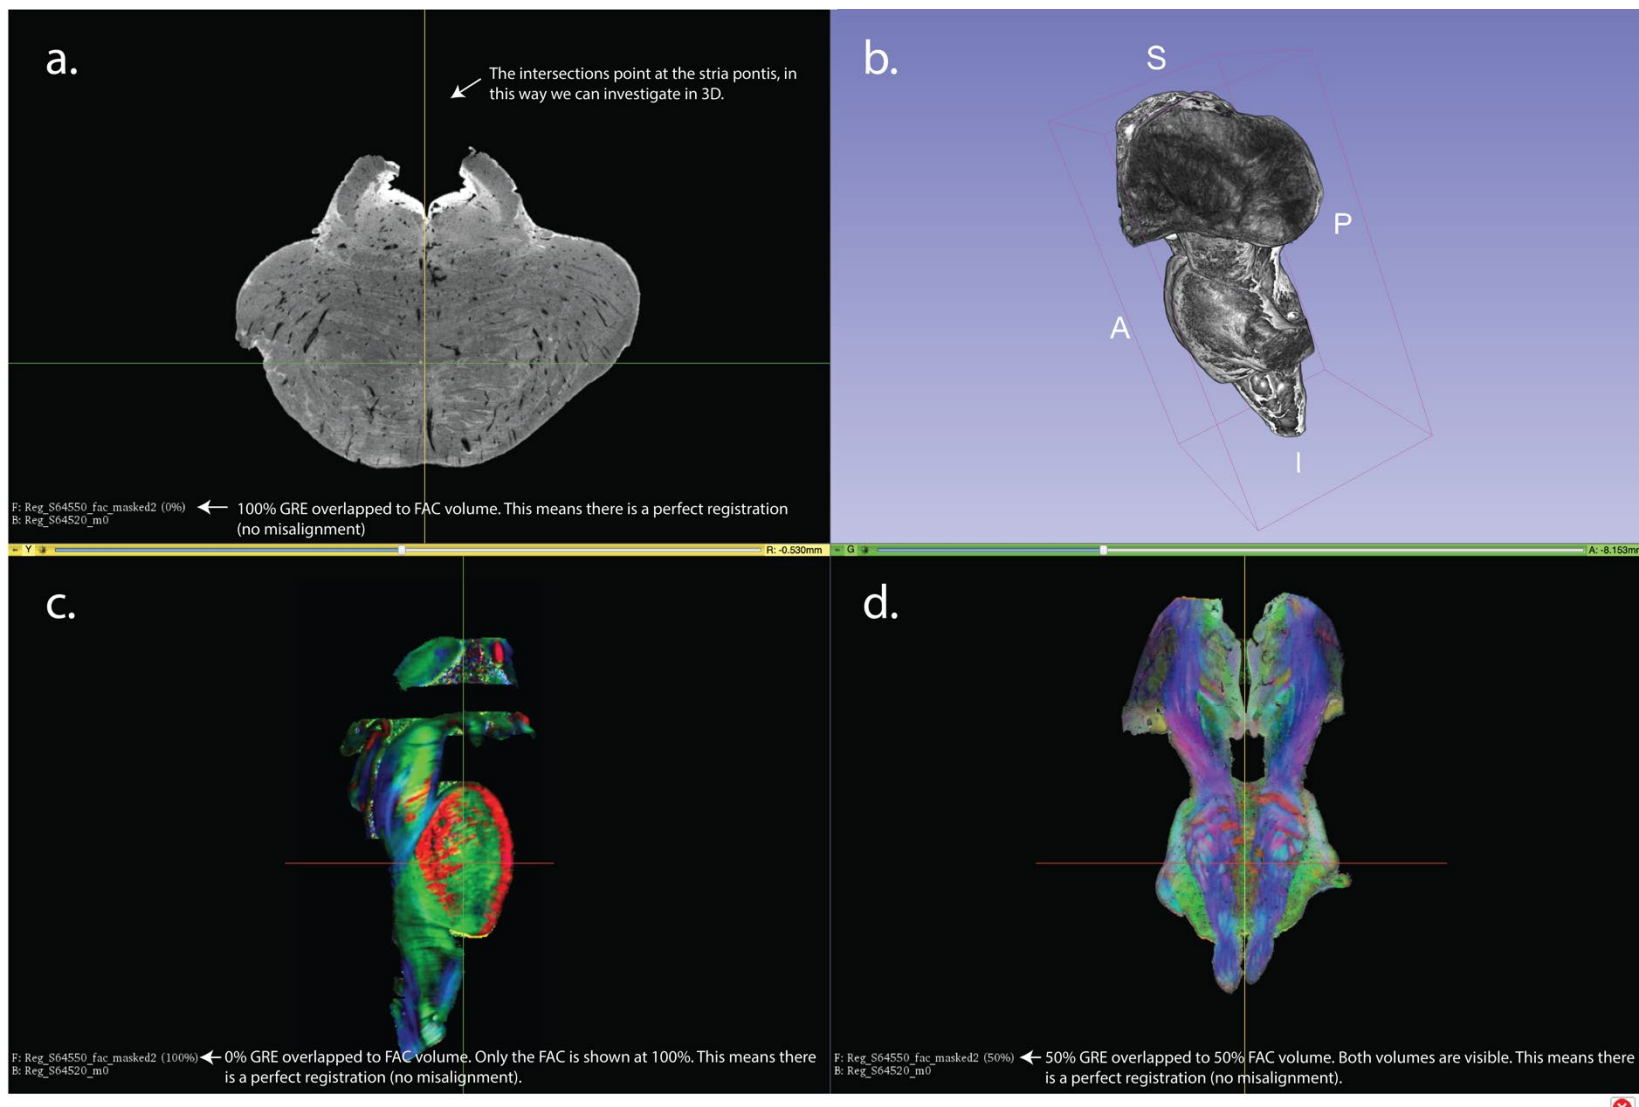 a.
The intersections point at the stria pontis, in
this way we can investigate in 3D.
F: Reg_S64550_fac_masked2 (0%)
B: Reg_S64520_m0
100% GRE overlapped to FAC volume. This means there is a perfect registration
(no misalignment)
b.
S
P
A
I
Y
R: -0.530mm
G
A: -8.153mm
c.
F: Reg_S64550_fac_masked2 (100%)
B: Reg_S64520_m0
0% GRE overlapped to FAC volume. Only the FAC is shown at 100%. This means there
is a perfect registration (no misalignment).
d.
F: Reg_S64550_fac_masked2 (50%)
B: Reg_S64520_m0
50% GRE overlapped to 50% FAC volume. Both volumes are visible. This means there
is a perfect registration (no misalignment).